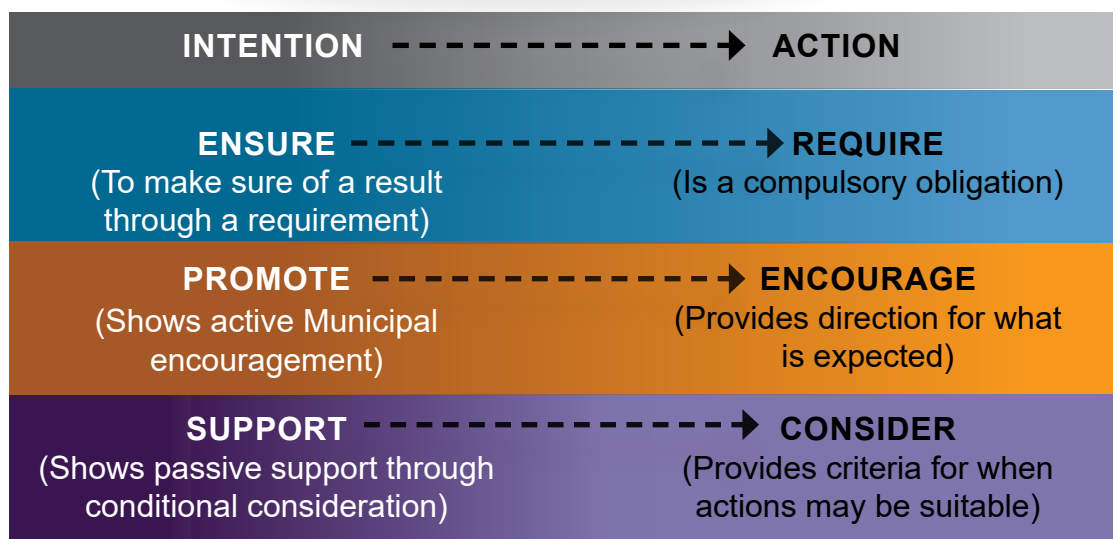 INTENTION ACTION
ENSURE REQUIRE
(To make sure of a result (Is a compulsory obligation)
through a requirement)
PROMOTE ENCOURAGE
(Shows active Municipal (Provides direction for what
encouragement) is expected)
SUPPORT CONSIDER
(Shows passive support through (Provides criteria for when
conditional consideration) actions may be suitable)